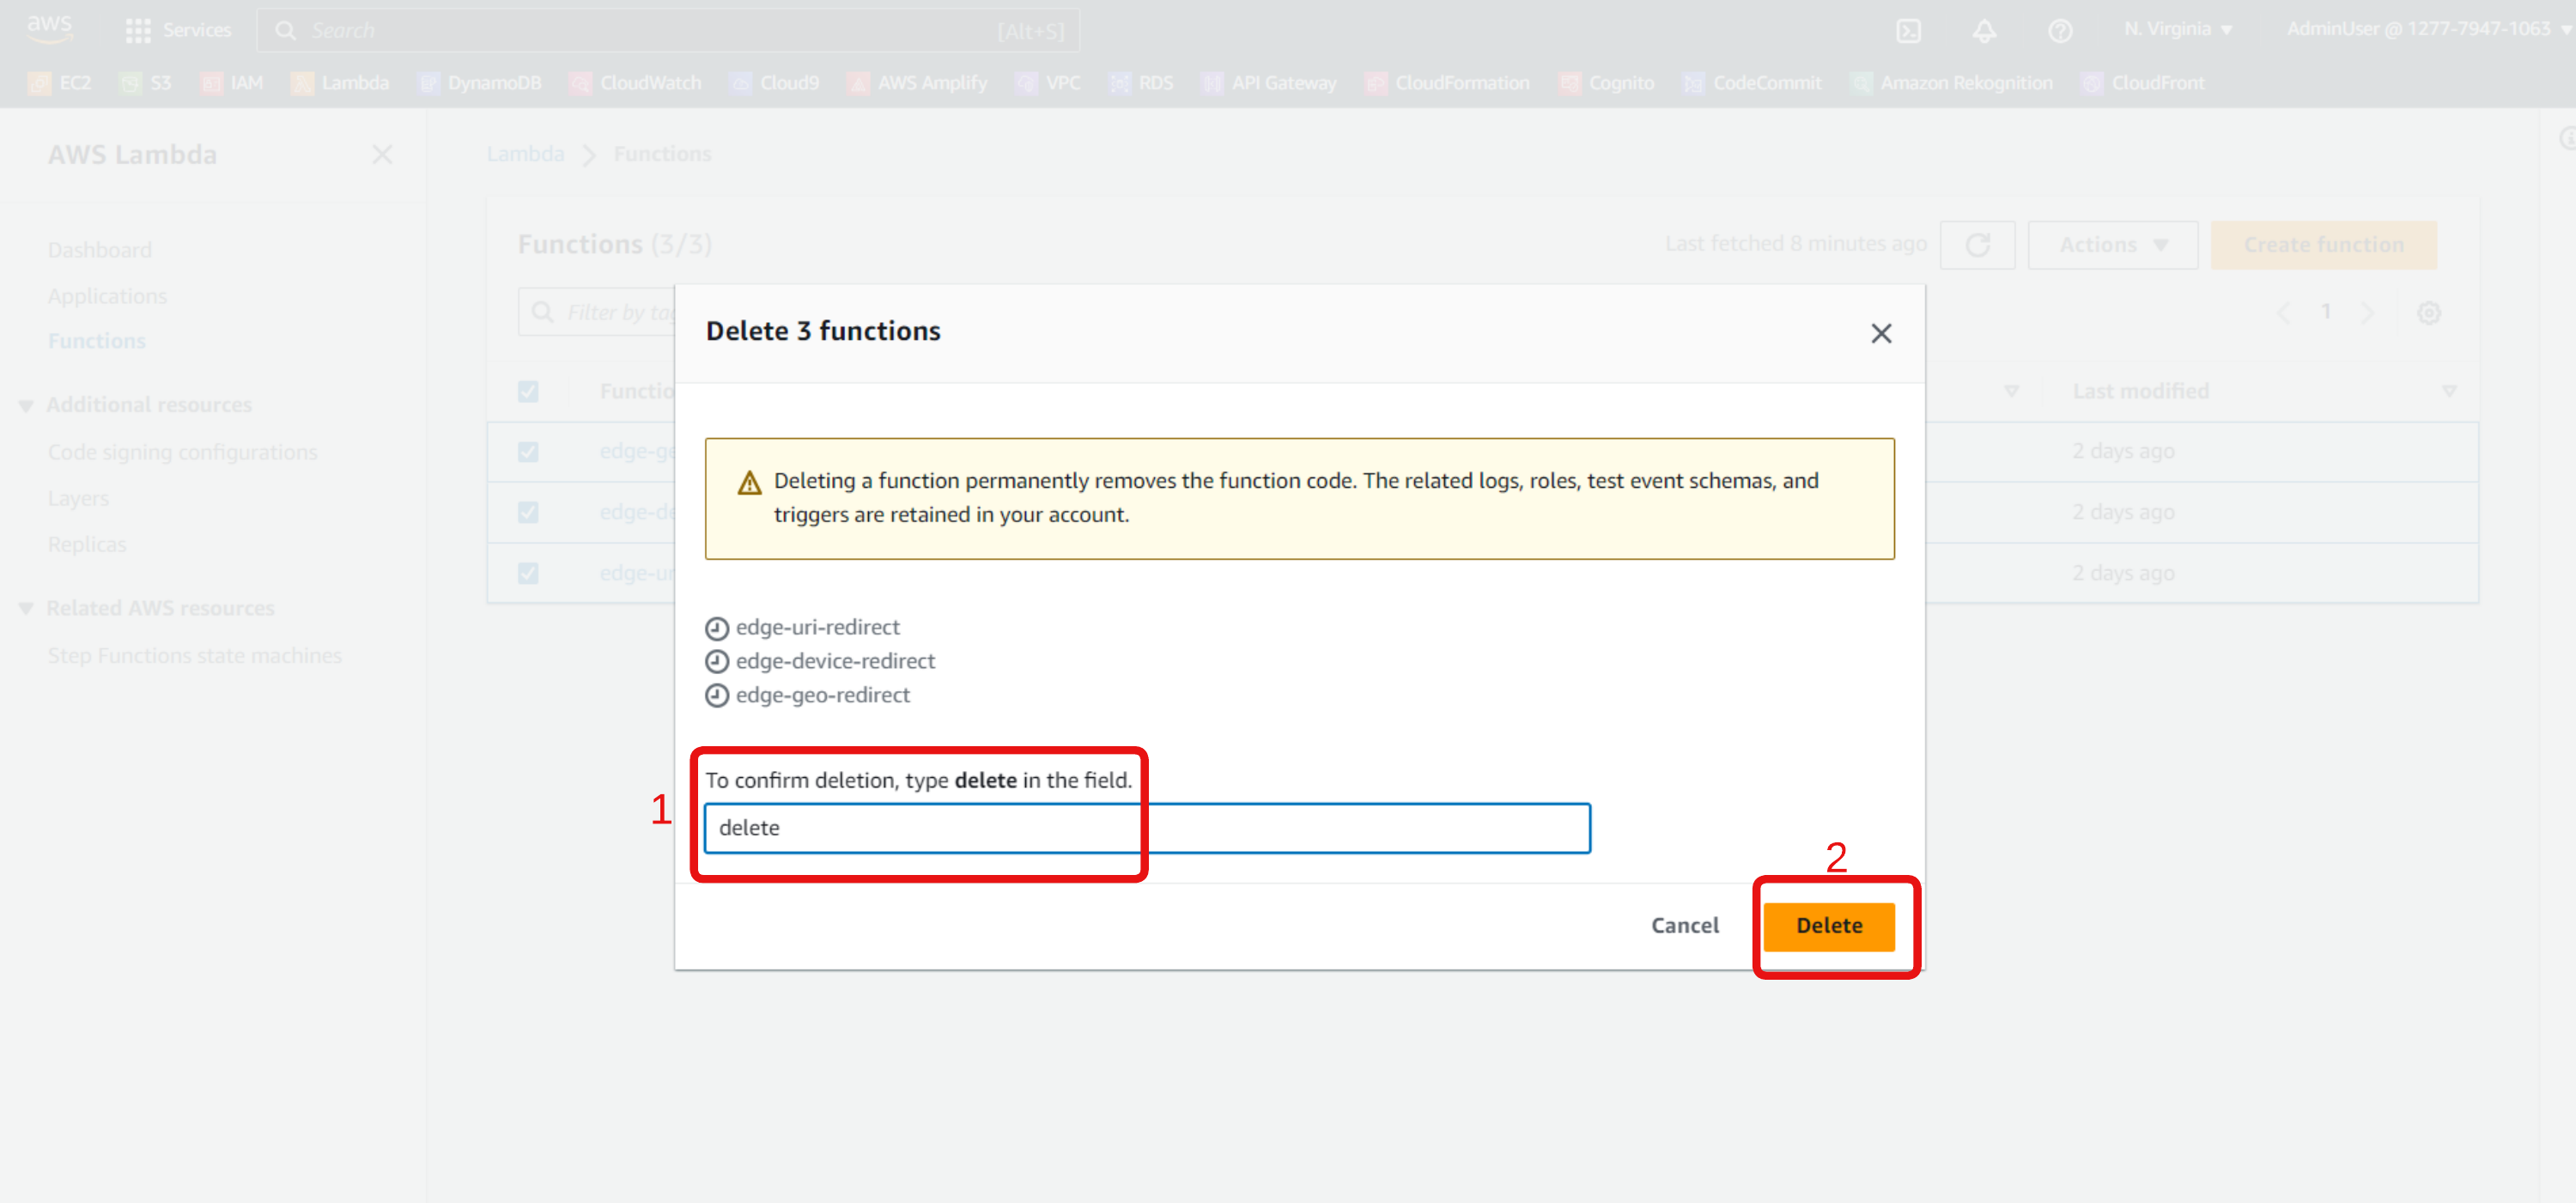 aws Services Search [Alt+S] N. Virginia ▼ AdminUser @ 1277-7947-1063 ▼
EC2 S3 IAM Lambda DynamoDB CloudWatch Cloud9 AWS Amplify VPC RDS API Gateway CloudFormation Cognito CodeCommit Amazon Rekognition CloudFront
AWS Lambda
Dashboard
Applications
Functions
Additional resources
Code signing configurations
Layers
Replicas
Related AWS resources
Step Functions state machines
Lambda > Functions
Functions (3/3)
Last fetched 8 minutes ago
Actions ▼
Create function
Filter by tag
1
Functio
Last modified
edge-ge
2 days ago
edge-de
2 days ago
edge-ur
2 days ago
Delete 3 functions
Deleting a function permanently removes the function code. The related logs, roles, test event schemas, and
triggers are retained in your account.
edge-uri-redirect
edge-device-redirect
edge-geo-redirect
1
To confirm deletion, type delete in the field.
delete
2
Cancel
Delete